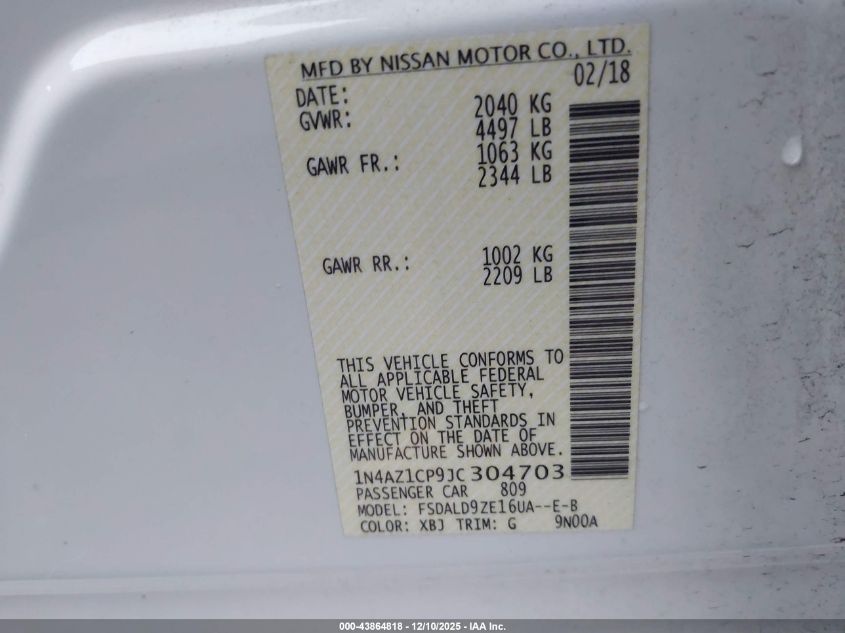 MFD BY NISSAN MOTOR CO., LTD.
DATE: 02/18
GVWR: 2040 KG
4497 LB
GAWR FR.: 1063 KG
2344 LB
GAWR RR.: 1002 KG
2209 LB
THIS VEHICLE CONFORMS TO
ALL APPLICABLE FEDERAL
MOTOR VEHICLE SAFETY,
BUMPER, AND THEFT
PREVENTION STANDARDS IN
EFFECT ON THE DATE OF
MANUFACTURE SHOWN ABOVE.
1N4AZ1CP9JC304703
PASSENGER CAR 809
MODEL: FSDALD9ZE16UA--E-B
COLOR: XBJ TRIM: G 9N00A
000-43864818 - 12/10/2025 - IAA Inc.